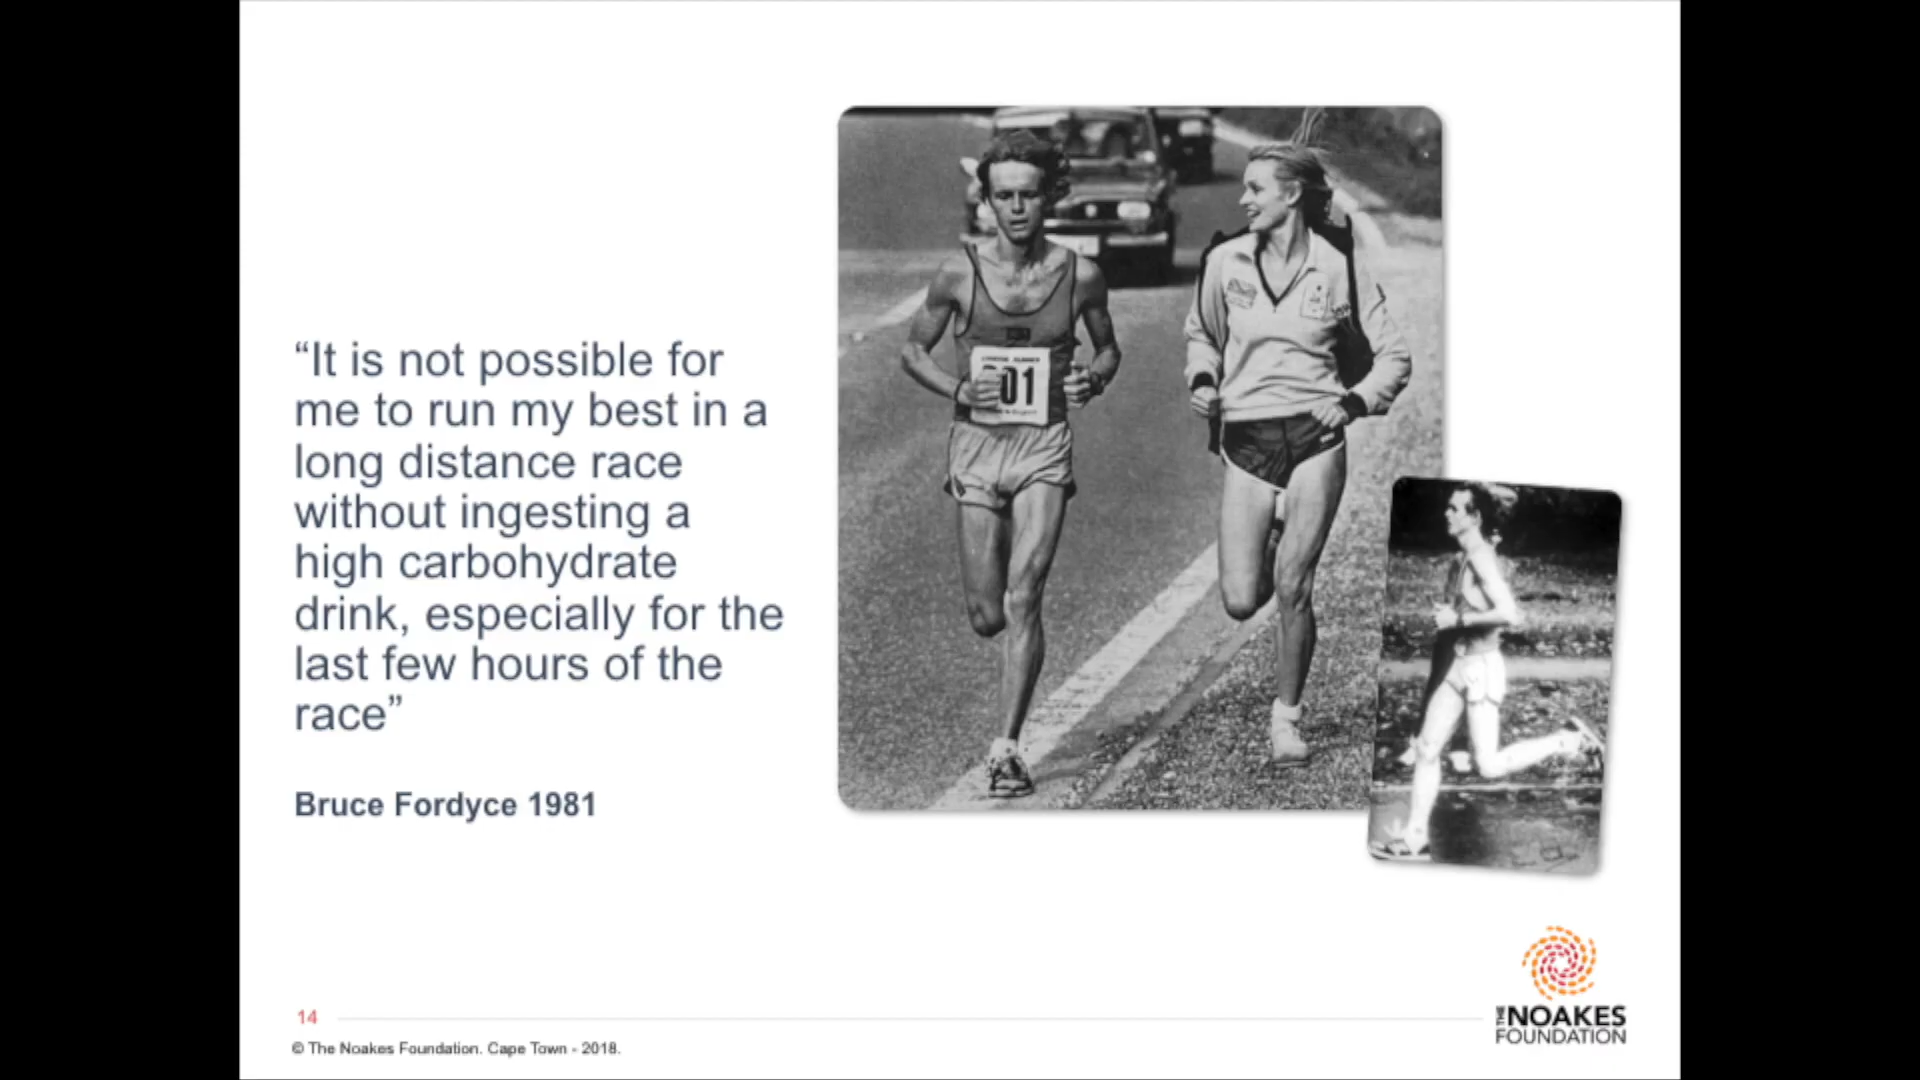 “It is not possible for
me to run my best in a
long distance race
without ingesting a
high carbohydrate
drink, especially for the
last few hours of the
race”
Bruce Fordyce 1981
01
14
© The Noakes Foundation. Cape Town - 2018.
THE NOAKES
FOUNDATION